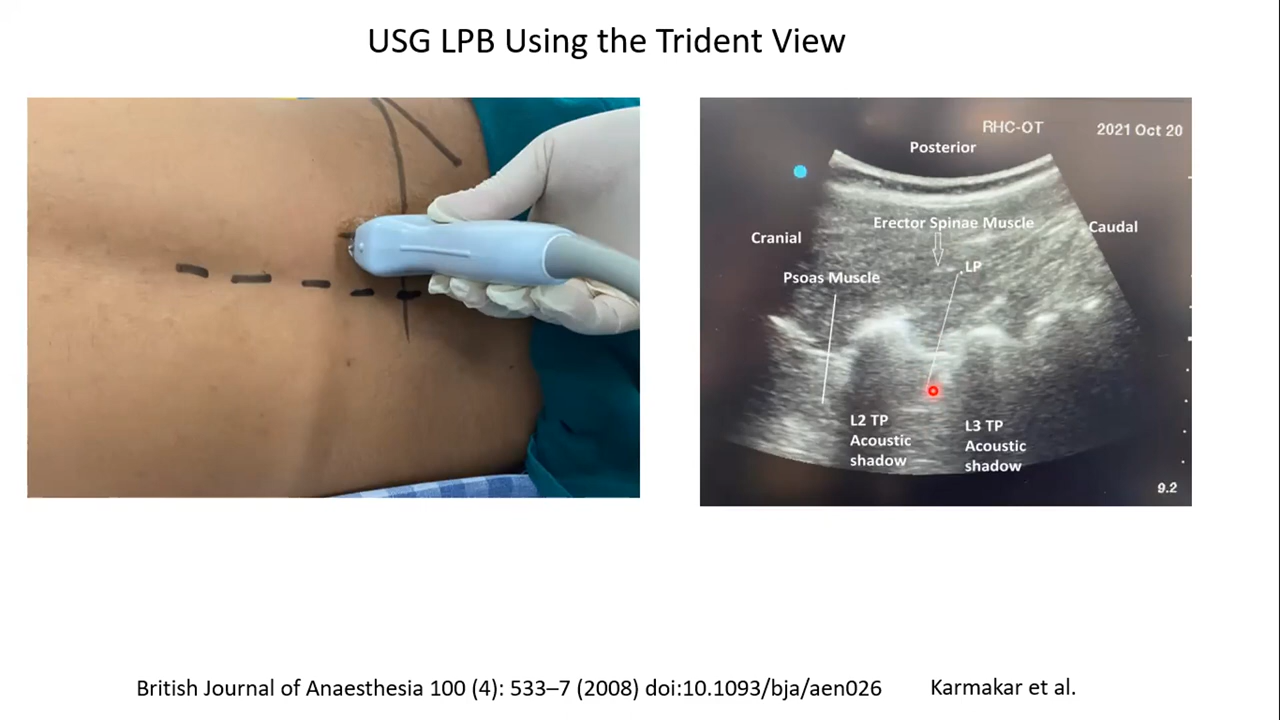 USG LPB Using the Trident View
RHC-OT
2021 Oct 20
Posterior
Erector Spinae Muscle
Cranial
Caudal
LP
Psoas Muscle
L2 TP
Acoustic
shadow
L3 TP
Acoustic
shadow
9.2
British Journal of Anaesthesia 100 (4): 533–7 (2008) doi:10.1093/bja/aen026
Karmakar et al.